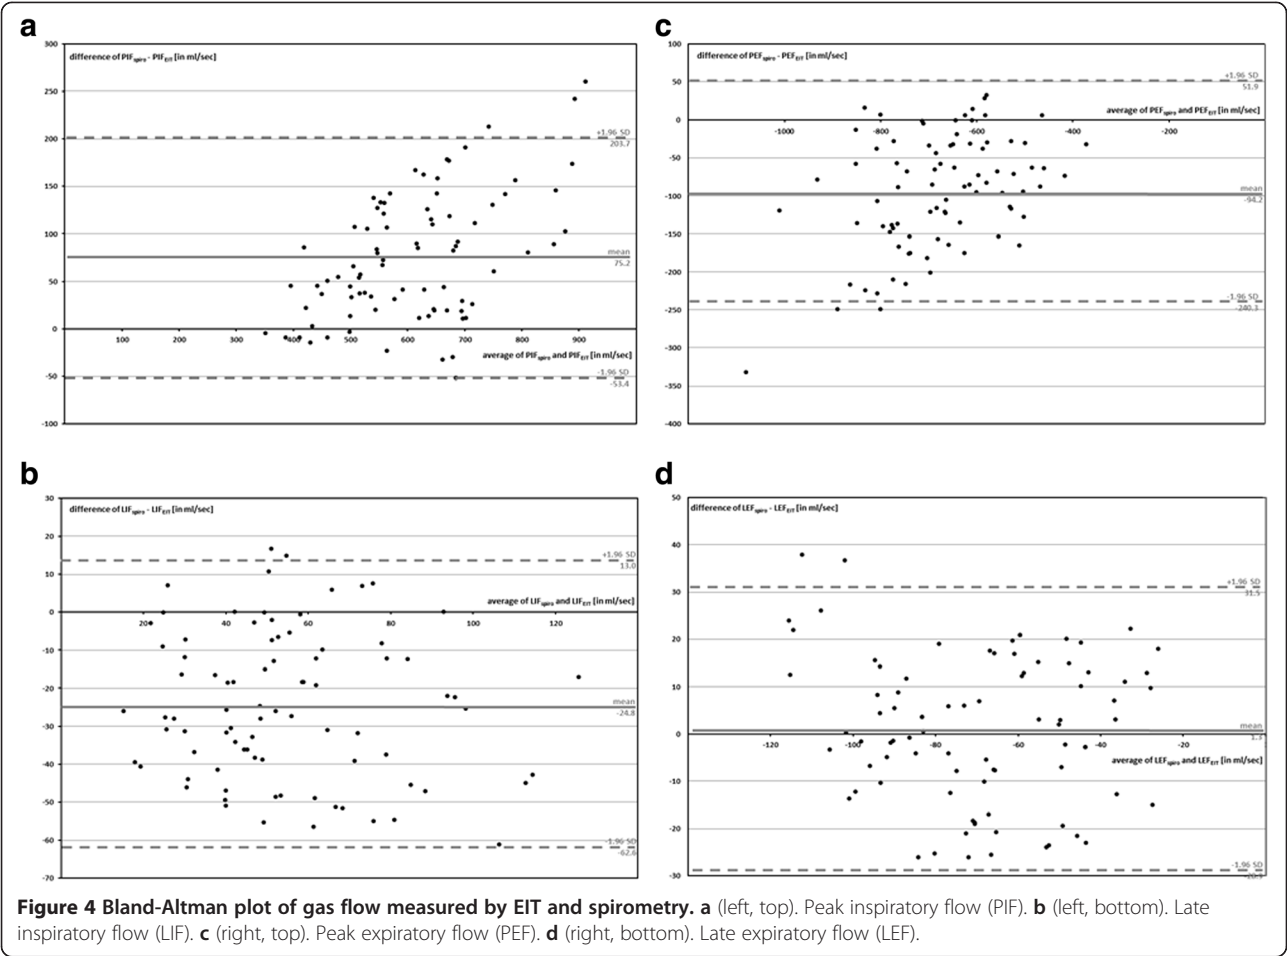 a
difference of PIFspiro - PIFEIT [in ml/sec]
300
250
200
150
100
50
0
-50
-100
100 200 300 400 500 600 700 800 900
+1.96 SD
203.7
mean
75.2
average of PIFspiro and PIFEIT [in ml/sec]
-1.96 SD
-53.4
c
difference of PEFspiro - PEFEIT [in ml/sec]
100
50
0
-50
-100
-150
-200
-250
-300
-350
-400
+1.96 SD
51.9
average of PEFspiro and PEFEIT [in ml/sec]
-1000 -800 -600 -400 -200
mean
-94.2
-1.96 SD
-240.3
b
difference of LIFspiro - LIFEIT [in ml/sec]
30
20
10
0
-10
-20
-30
-40
-50
-60
-70
+1.96 SD
13.0
average of LIFspiro and LIFEIT [in ml/sec]
20 40 60 80 100 120
mean
-24.8
-1.96 SD
-62.6
d
difference of LEFspiro - LEFEIT [in ml/sec]
50
40
30
20
10
0
-10
-20
-30
+1.96 SD
31.5
mean
-120 -100 -80 -60 -40 -20
average of LEFspiro and LEFEIT [in ml/sec]
-1.96 SD
Figure 4 Bland-Altman plot of gas flow measured by EIT and spirometry. a (left, top). Peak inspiratory flow (PIF). b (left, bottom). Late
inspiratory flow (LIF). c (right, top). Peak expiratory flow (PEF). d (right, bottom). Late expiratory flow (LEF).